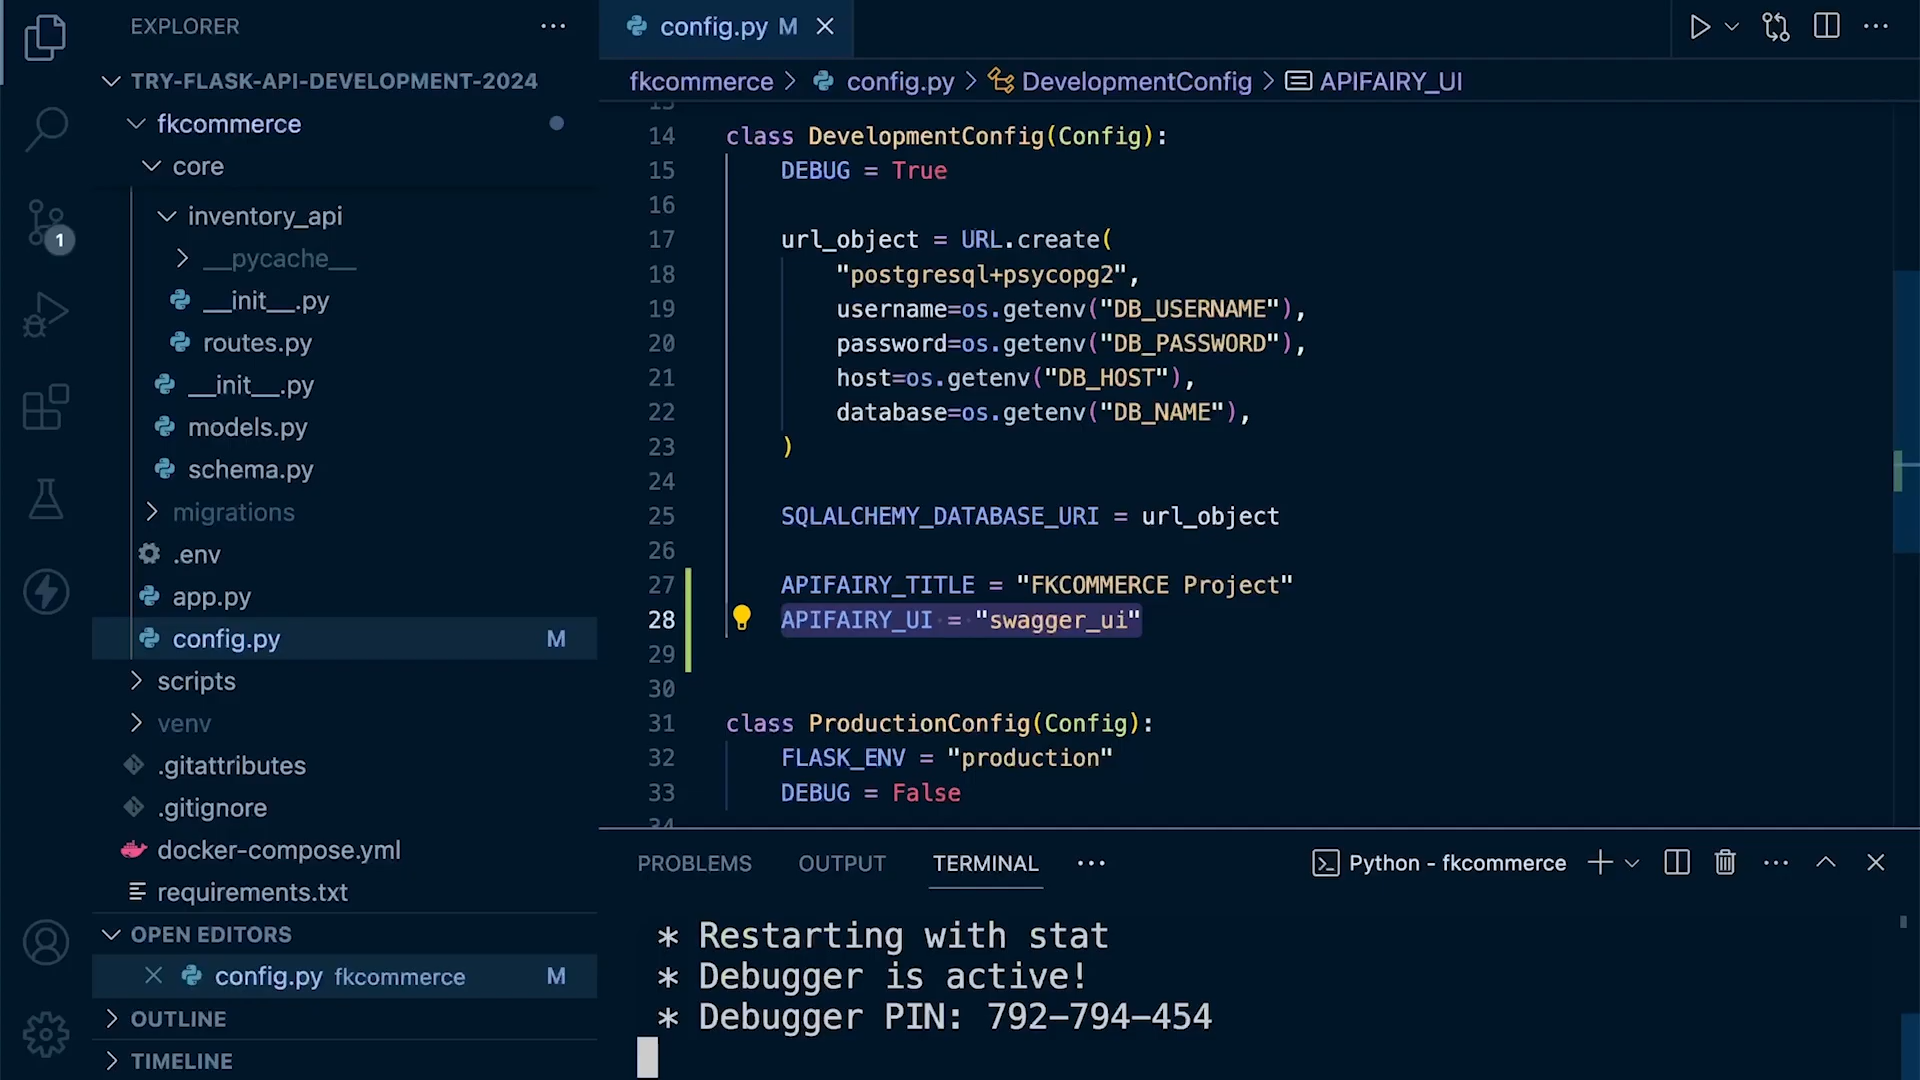 EXPLORER
TRY-FLASK-API-DEVELOPMENT-2024
fkcommerce
core
inventory_api
__pycache__
__init__.py
routes.py
__init__.py
models.py
schema.py
migrations
.env
app.py
config.py M
scripts
venv
.gitattributes
.gitignore
docker-compose.yml
requirements.txt
OPEN EDITORS
config.py fkcommerce M
OUTLINE
TIMELINE
1
config.py M
fkcommerce > config.py > DevelopmentConfig > APIFAIRY_UI
13
14 class DevelopmentConfig(Config):
15 DEBUG = True
16
17 url_object = URL.create(
18 "postgresql+psycopg2",
19 username=os.getenv("DB_USERNAME"),
20 password=os.getenv("DB_PASSWORD"),
21 host=os.getenv("DB_HOST"),
22 database=os.getenv("DB_NAME"),
23 )
24
25 SQLALCHEMY_DATABASE_URI = url_object
26
27 APIFAIRY_TITLE = "FKCOMMERCE Project"
28 APIFAIRY_UI = "swagger_ui"
29
30
31 class ProductionConfig(Config):
32 FLASK_ENV = "production"
33 DEBUG = False
34
PROBLEMS OUTPUT TERMINAL Python - fkcommerce
* Restarting with stat
* Debugger is active!
* Debugger PIN: 792-794-454